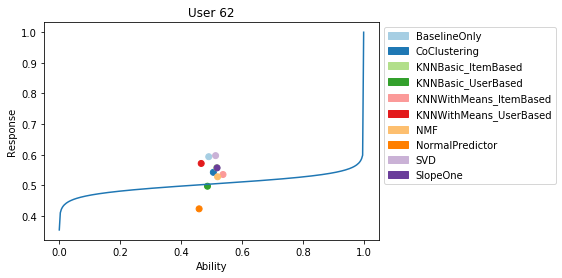 User 62
Response
1.0
0.9
0.8
0.7
0.6
0.5
0.4
0.0
0.2
0.4
0.6
0.8
1.0
Ability
BaselineOnly
CoClustering
KNNBasic_ItemBased
KNNBasic_UserBased
KNNWithMeans_ItemBased
KNNWithMeans_UserBased
NMF
NormalPredictor
SVD
SlopeOne